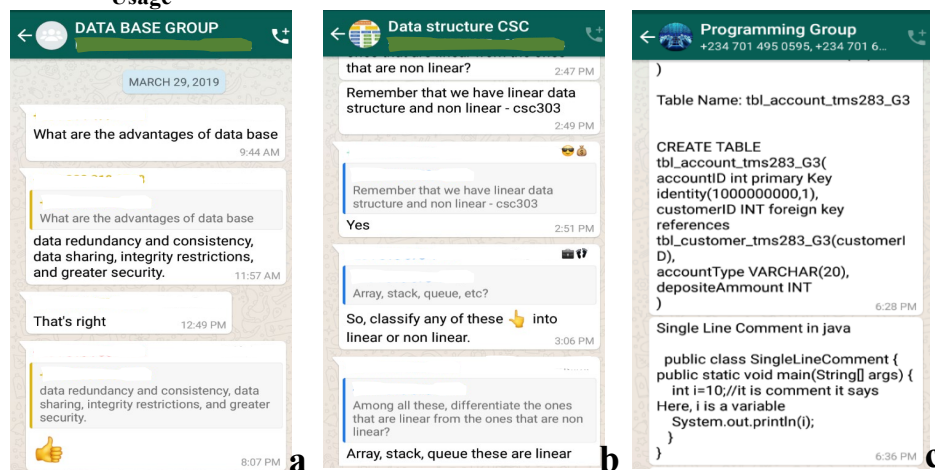 Usage
DATA BASE GROUP
MARCH 29, 2019
What are the advantages of data base
9:44 AM
What are the advantages of data base
data redundancy and consistency,
data sharing, integrity restrictions,
and greater security.
11:57 AM
That's right
12:49 PM
data redundancy and consistency, data
sharing, integrity restrictions, and greater
security.
8:07 PM
a
Data structure CSC
that are non linear?
2:47 PM
Remember that we have linear data
structure and non linear - csc303
2:49 PM
Remember that we have linear data
structure and non linear - csc303
Yes
2:51 PM
Array, stack, queue, etc?
So, classify any of these 👆 into
linear or non linear.
3:06 PM
Among all these, differentiate the ones
that are linear from the ones that are non
linear?
Array, stack, queue these are linear
b
Programming Group
+234 701 495 0595, +234 701 6...
)
Table Name: tbl_account_tms283_G3
CREATE TABLE
tbl_account_tms283_G3(
accountID int primary Key
identity(1000000000,1),
customerID INT foreign key
references
tbl_customer_tms283_G3(customerI
D),
accountType VARCHAR(20),
depositeAmmount INT
)
6:28 PM
Single Line Comment in java
public class SingleLineComment {
public static void main(String[] args) {
int i=10;//it is comment it says
Here, i is a variable
System.out.println(i);
}
}
6:36 PM
c